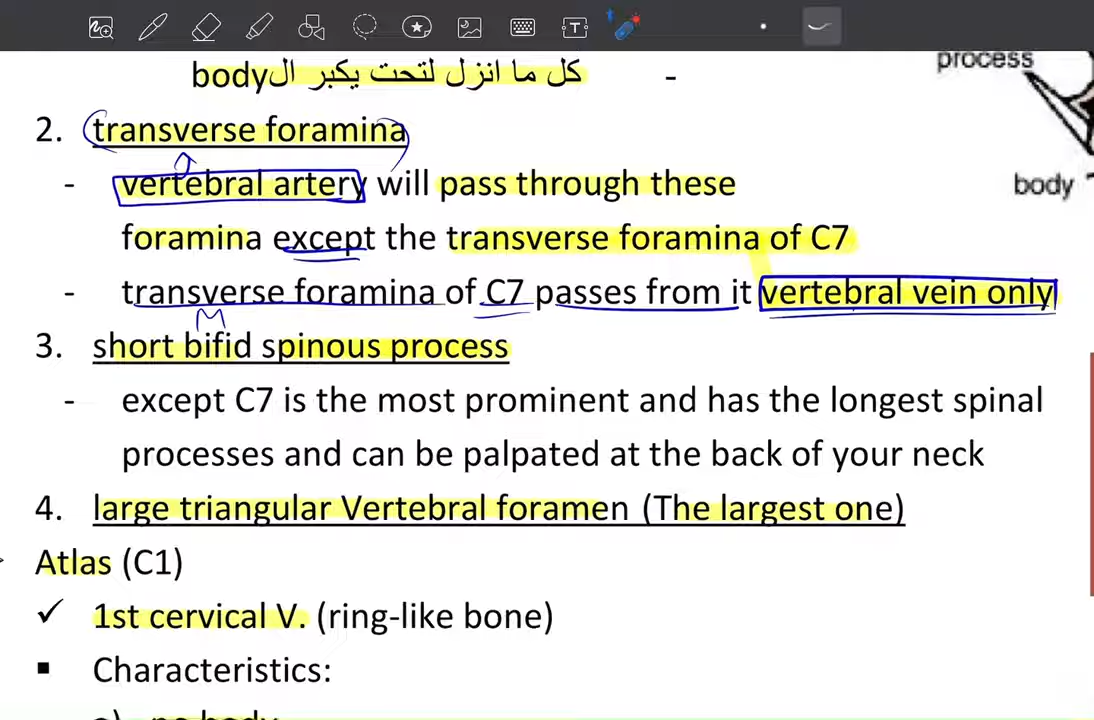 process
كل ما انزل لتحت يكبر الbody -
body
2. transverse foramina
- vertebral artery will pass through these
foramina except the transverse foramina of C7
- transverse foramina of C7 passes from it vertebral vein only
3. short bifid spinous process
- except C7 is the most prominent and has the longest spinal
processes and can be palpated at the back of your neck
4. large triangular Vertebral foramen (The largest one)
Atlas (C1)
✓ 1st cervical V. (ring-like bone)
▪ Characteristics:
a) no body